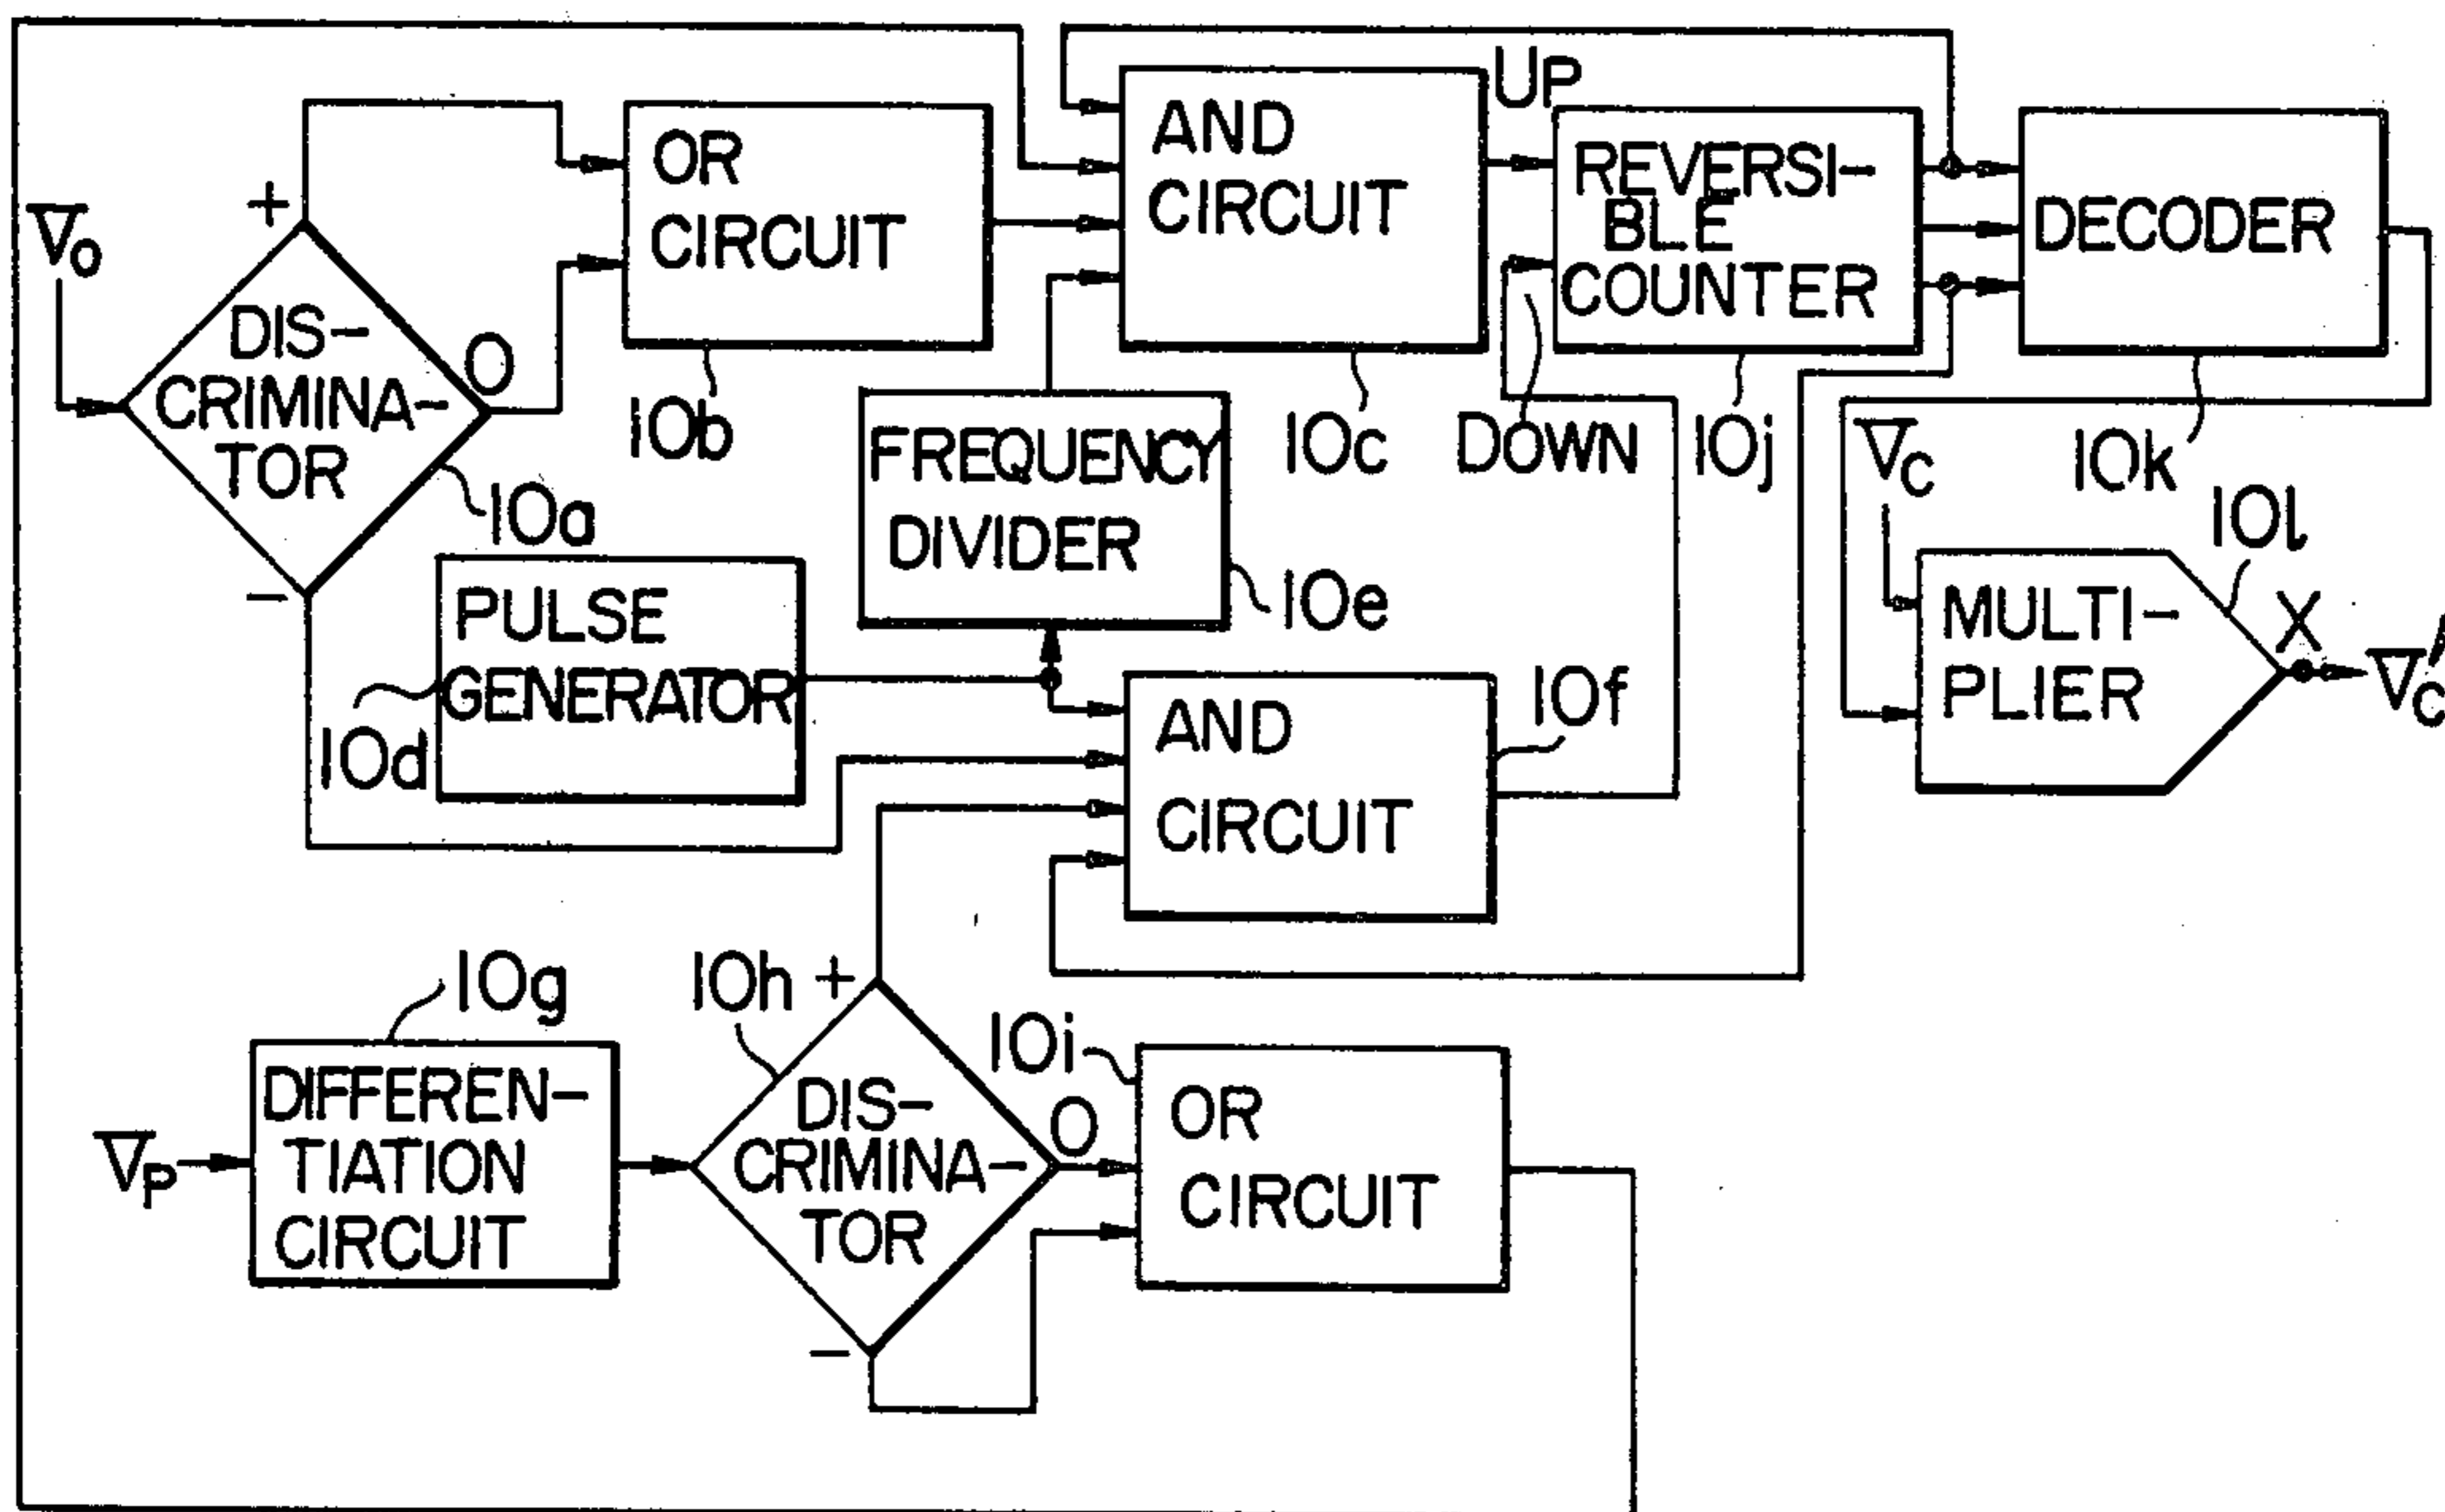 Vo
+
DIS-
CRIMINA-
TOR
O
-
10a
OR
CIRCUIT
10b
AND
CIRCUIT
10c
UP
DOWN
REVERSI-
BLE
COUNTER
10j
DECODER
10k
PULSE
GENERATOR
10d
FREQUENCY
DIVIDER
10e
AND
CIRCUIT
10f
Vc
MULTI-
PLIER
10l
X
Vc'
VP
DIFFEREN-
TIATION
CIRCUIT
10g
10h
+
DIS-
CRIMINA-
TOR
O
-
10i
OR
CIRCUIT